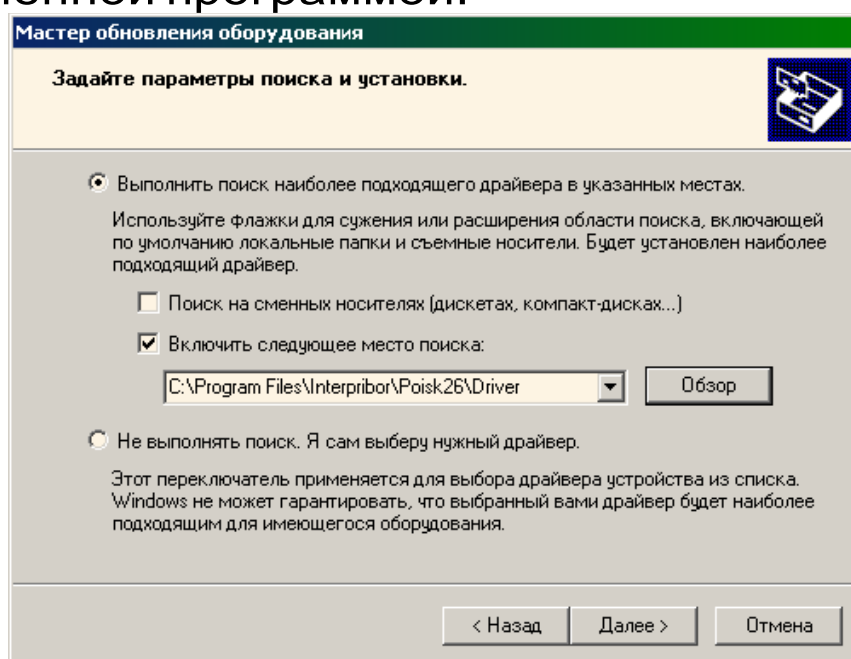 программой.
Мастер обновления оборудования
Задайте параметры поиска и установки.
Выполнить поиск наиболее подходящего драйвера в указанных местах.
Используйте флажки для сужения или расширения области поиска, включающей
по умолчанию локальные папки и съемные носители. Будет установлен наиболее
подходящий драйвер.
Поиск на сменных носителях (дискетах, компакт-дисках...)
Включить следующее место поиска:
C:\Program Files\Interpribor\Poisk26\Driver Обзор
Не выполнять поиск. Я сам выберу нужный драйвер.
Этот переключатель применяется для выбора драйвера устройства из списка.
Windows не может гарантировать, что выбранный вами драйвер будет наиболее
подходящим для имеющегося оборудования.
< Назад Далее > Отмена